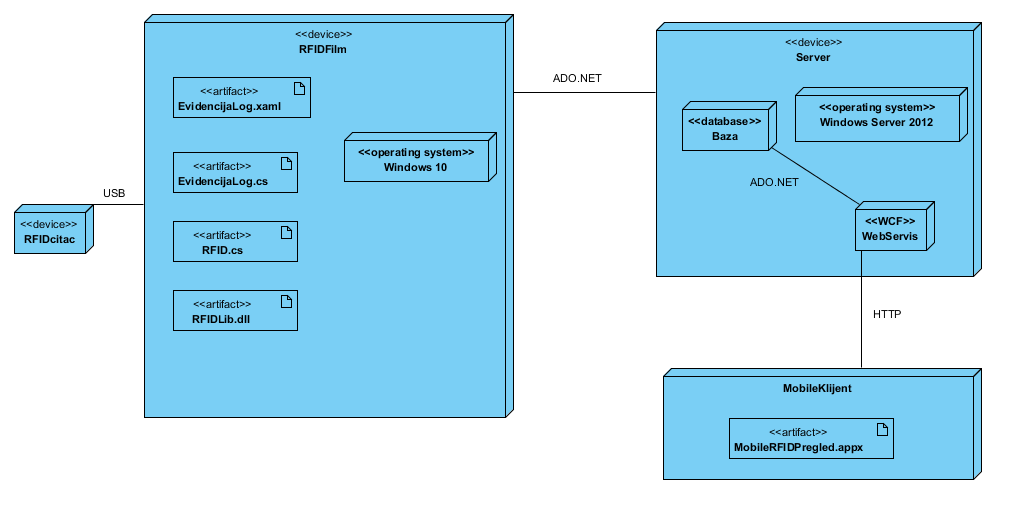 <<device>>
RFIDFilm
<<artifact>>
EvidencijaLog.xaml
<<operating system>>
Windows 10
<<artifact>>
EvidencijaLog.cs
<<artifact>>
RFID.cs
<<artifact>>
RFIDLib.dll
USB
<<device>>
RFIDcitac
ADO.NET
<<device>>
Server
<<database>>
Baza
<<operating system>>
Windows Server 2012
ADO.NET
<<WCF>>
WebServis
HTTP
MobileKlijent
<<artifact>>
MobileRFIDPregled.appx